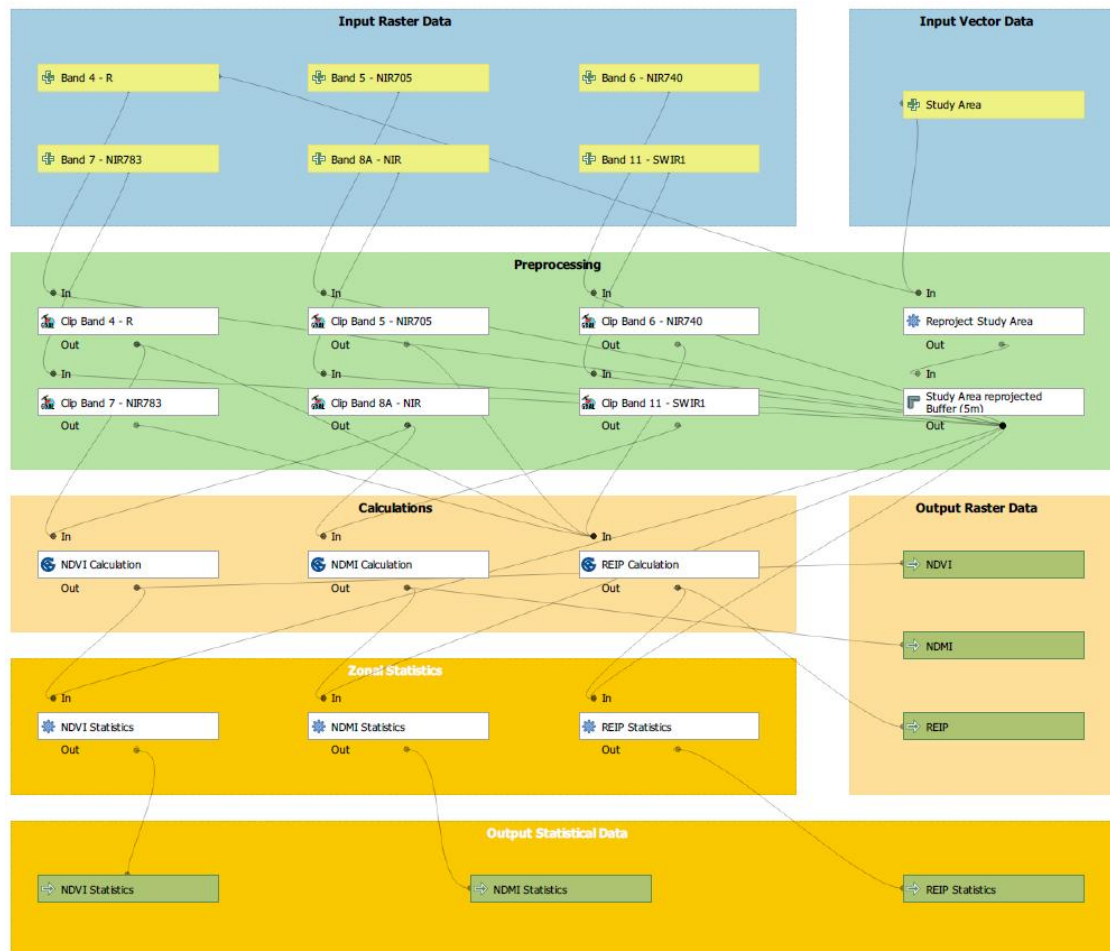 Input Raster Data
Input Vector Data
Band 4 - R
Band 5 - NIR705
Band 6 - NIR740
Study Area
Band 7 - NIR783
Band 8A - NIR
Band 11 - SWIR1
Preprocessing
In
In
In
In
Clip Band 4 - R
Clip Band 5 - NIR705
Clip Band 6 - NIR740
Reproject Study Area
Out
Out
Out
Out
In
In
In
In
Clip Band 7 - NIR783
Clip Band 8A - NIR
Clip Band 11 - SWIR1
Study Area reprojected
Buffer (5m)
Out
Out
Out
Out
Calculations
Output Raster Data
In
In
In
NDVI Calculation
NDMI Calculation
REIP Calculation
NDVI
Out
Out
Out
NDMI
Zonal Statistics
In
In
In
NDVI Statistics
NDMI Statistics
REIP Statistics
REIP
Out
Out
Out
Output Statistical Data
NDVI Statistics
NDMI Statistics
REIP Statistics